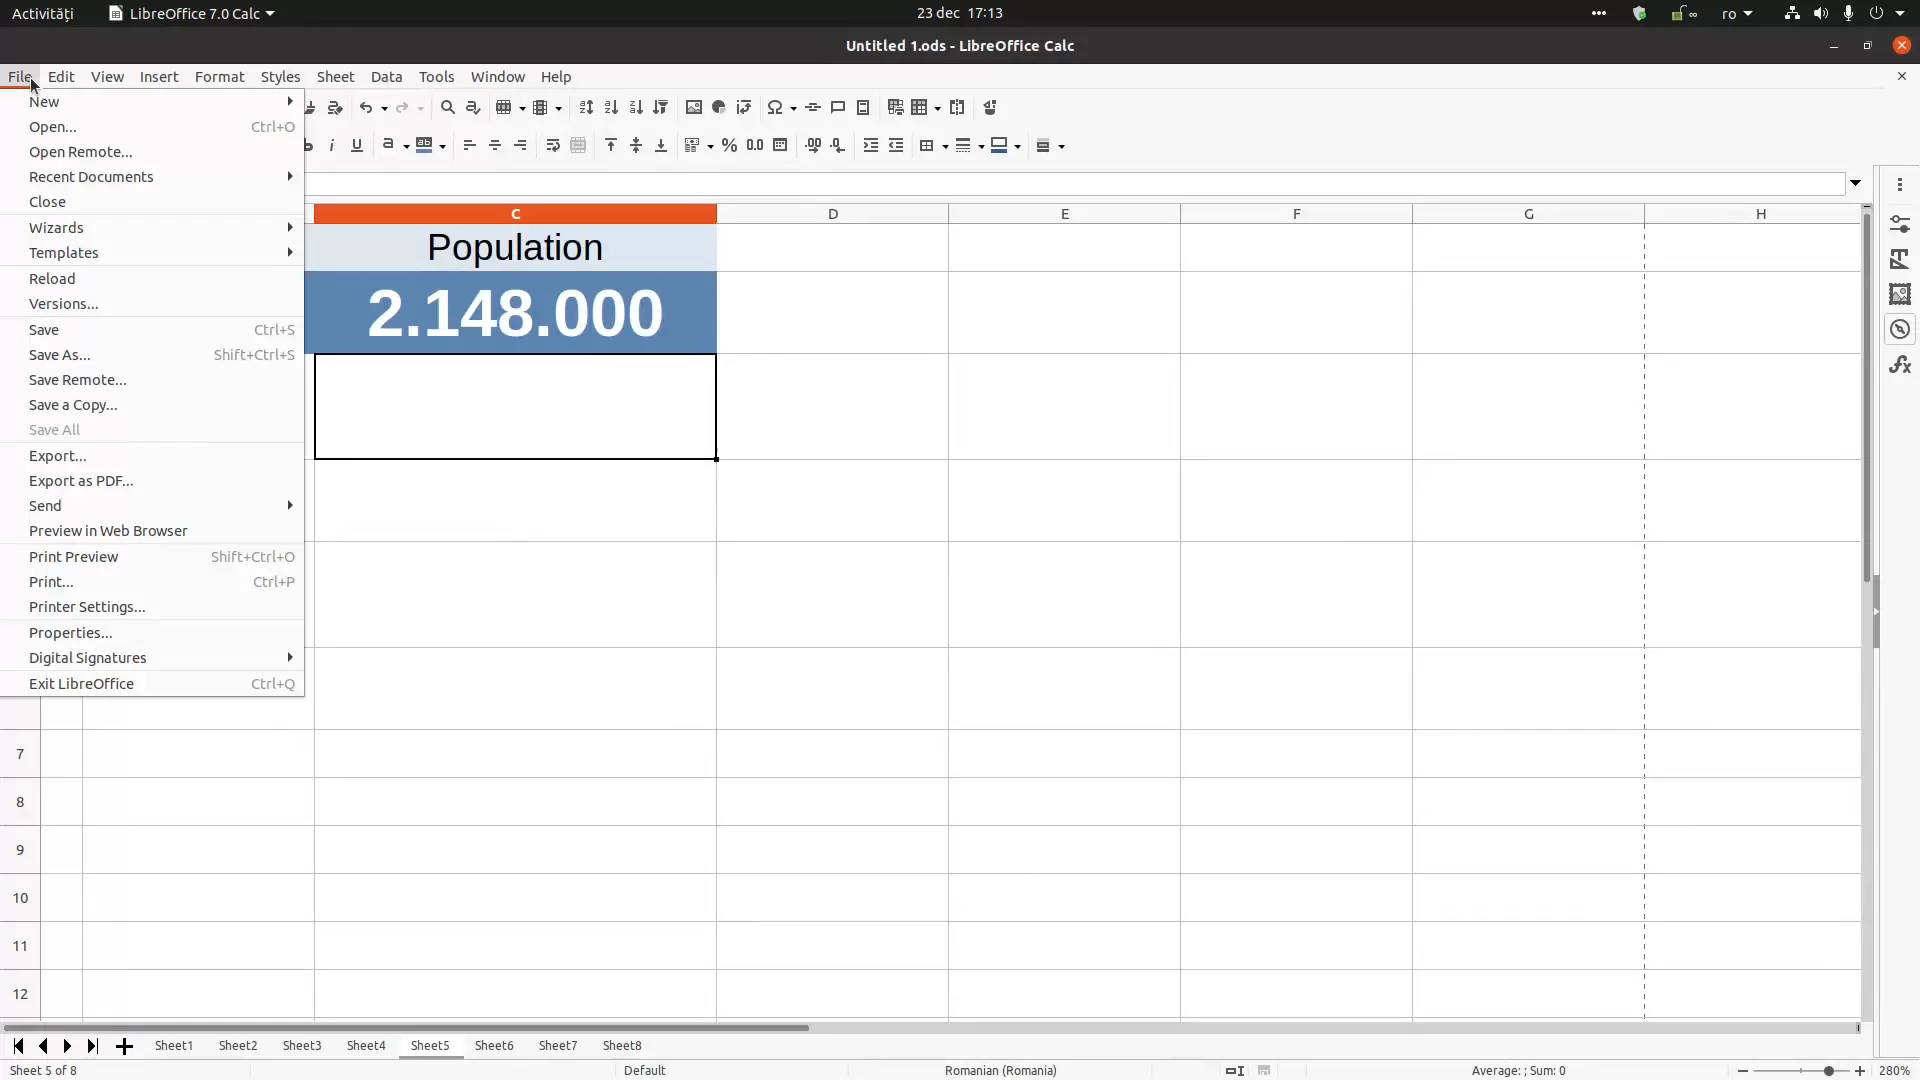 Activități LibreOffice 7.0 Calc 23 dec 17:13 ro
Untitled 1.ods - LibreOffice Calc
File Edit View Insert Format Styles Sheet Data Tools Window Help
New
Open... Ctrl+O
Open Remote...
Recent Documents
Close
Wizards
Templates
Reload
Versions...
Save Ctrl+S
Save As... Shift+Ctrl+S
Save Remote...
Save a Copy...
Save All
Export...
Export as PDF...
Send
Preview in Web Browser
Print Preview Shift+Ctrl+O
Print... Ctrl+P
Printer Settings...
Properties...
Digital Signatures
Exit LibreOffice Ctrl+Q
C D E F G H
Population
2.148.000
7
8
9
10
11
12
Sheet1 Sheet2 Sheet3 Sheet4 Sheet5 Sheet6 Sheet7 Sheet8
Sheet 5 of 8 Default Romanian (Romania) Average: ; Sum: 0 280%